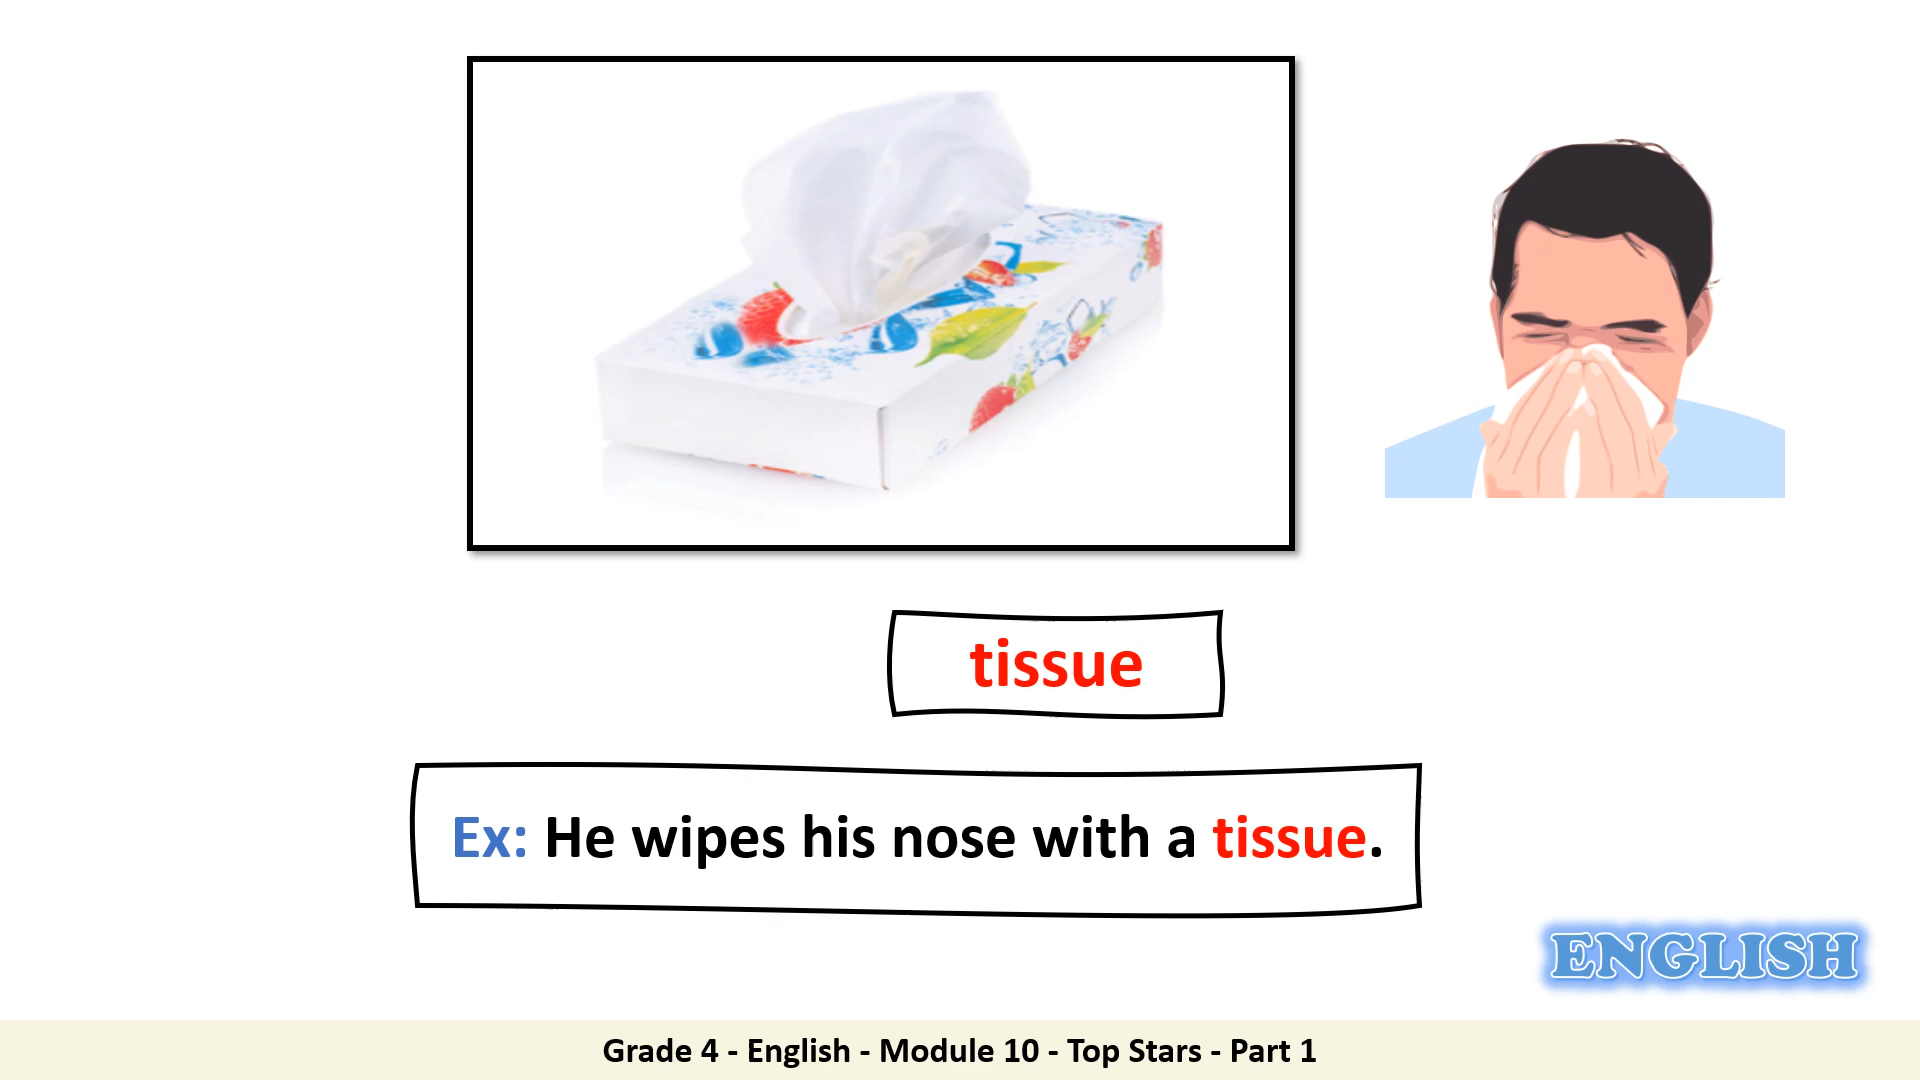 tissue
Ex: He wipes his nose with a tissue.
ENGLISH
Grade 4 - English - Module 10 - Top Stars - Part 1